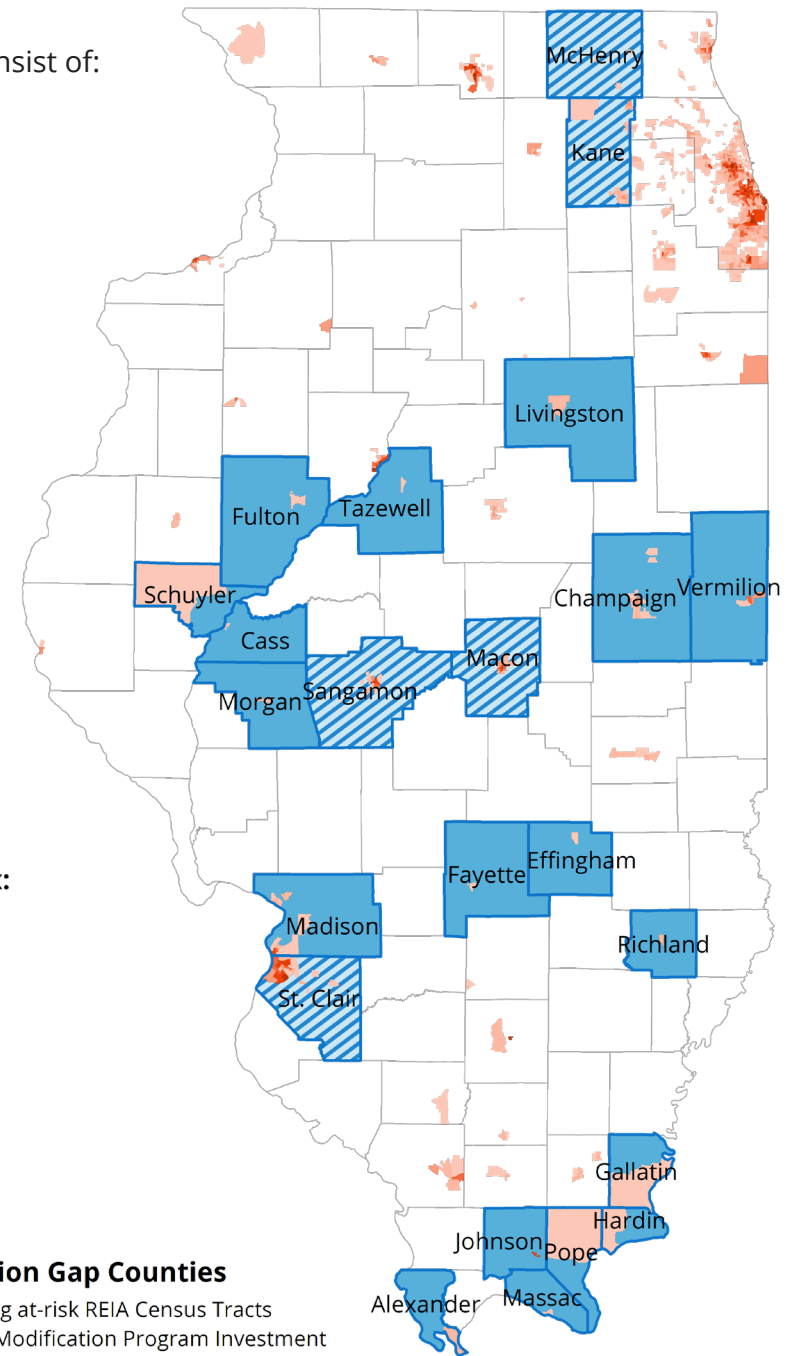 nsist of:
McHenry
Kane
Livingston
Fulton
Tazewell
Schuyler
Champaign
Vermilion
Cass
Macon
Morgan
Sangamon
Fayette
Effingham
Madison
Richland
St. Clair
Gallatin
Hardin
Johnson
Pope
Massac
Alexander
:
ion Gap Counties
g at-risk REIA Census Tracts
Modification Program Investment